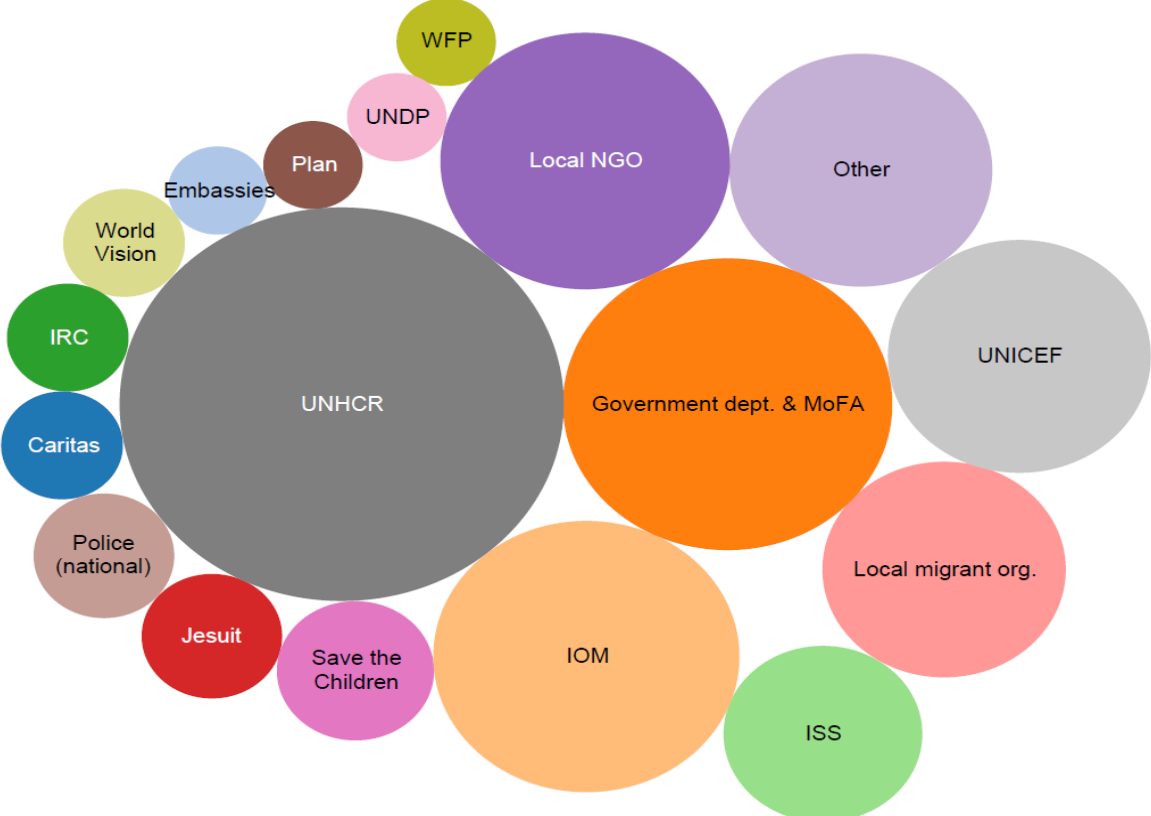 WFP
UNDP
Local NGO
Plan
Other
Embassies
World
Vision
IRC
UNICEF
UNHCR
Government dept. & MoFA
Caritas
Police
(national)
Local migrant org.
Jesuit
Save the
Children
IOM
ISS